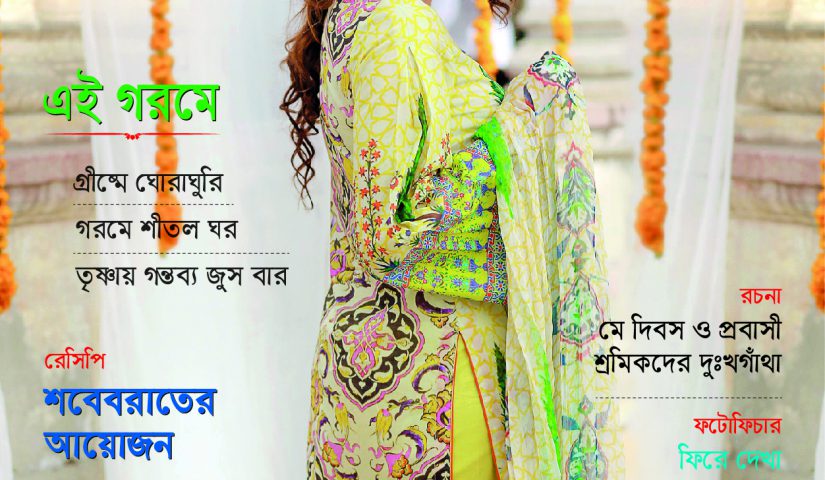 এই গরমে
গ্রীষ্মে ঘোরাঘুরি
গরমে শীতল ঘর
তৃষ্ণায় গন্তব্য জুস বার
রেসিপি
শবেবরাতের
আয়োজন
রচনা
মে দিবস ও প্রবাসী
শ্রমিকদের দুঃখগাঁথা
ফটোফিচার
ফিরে দেখা